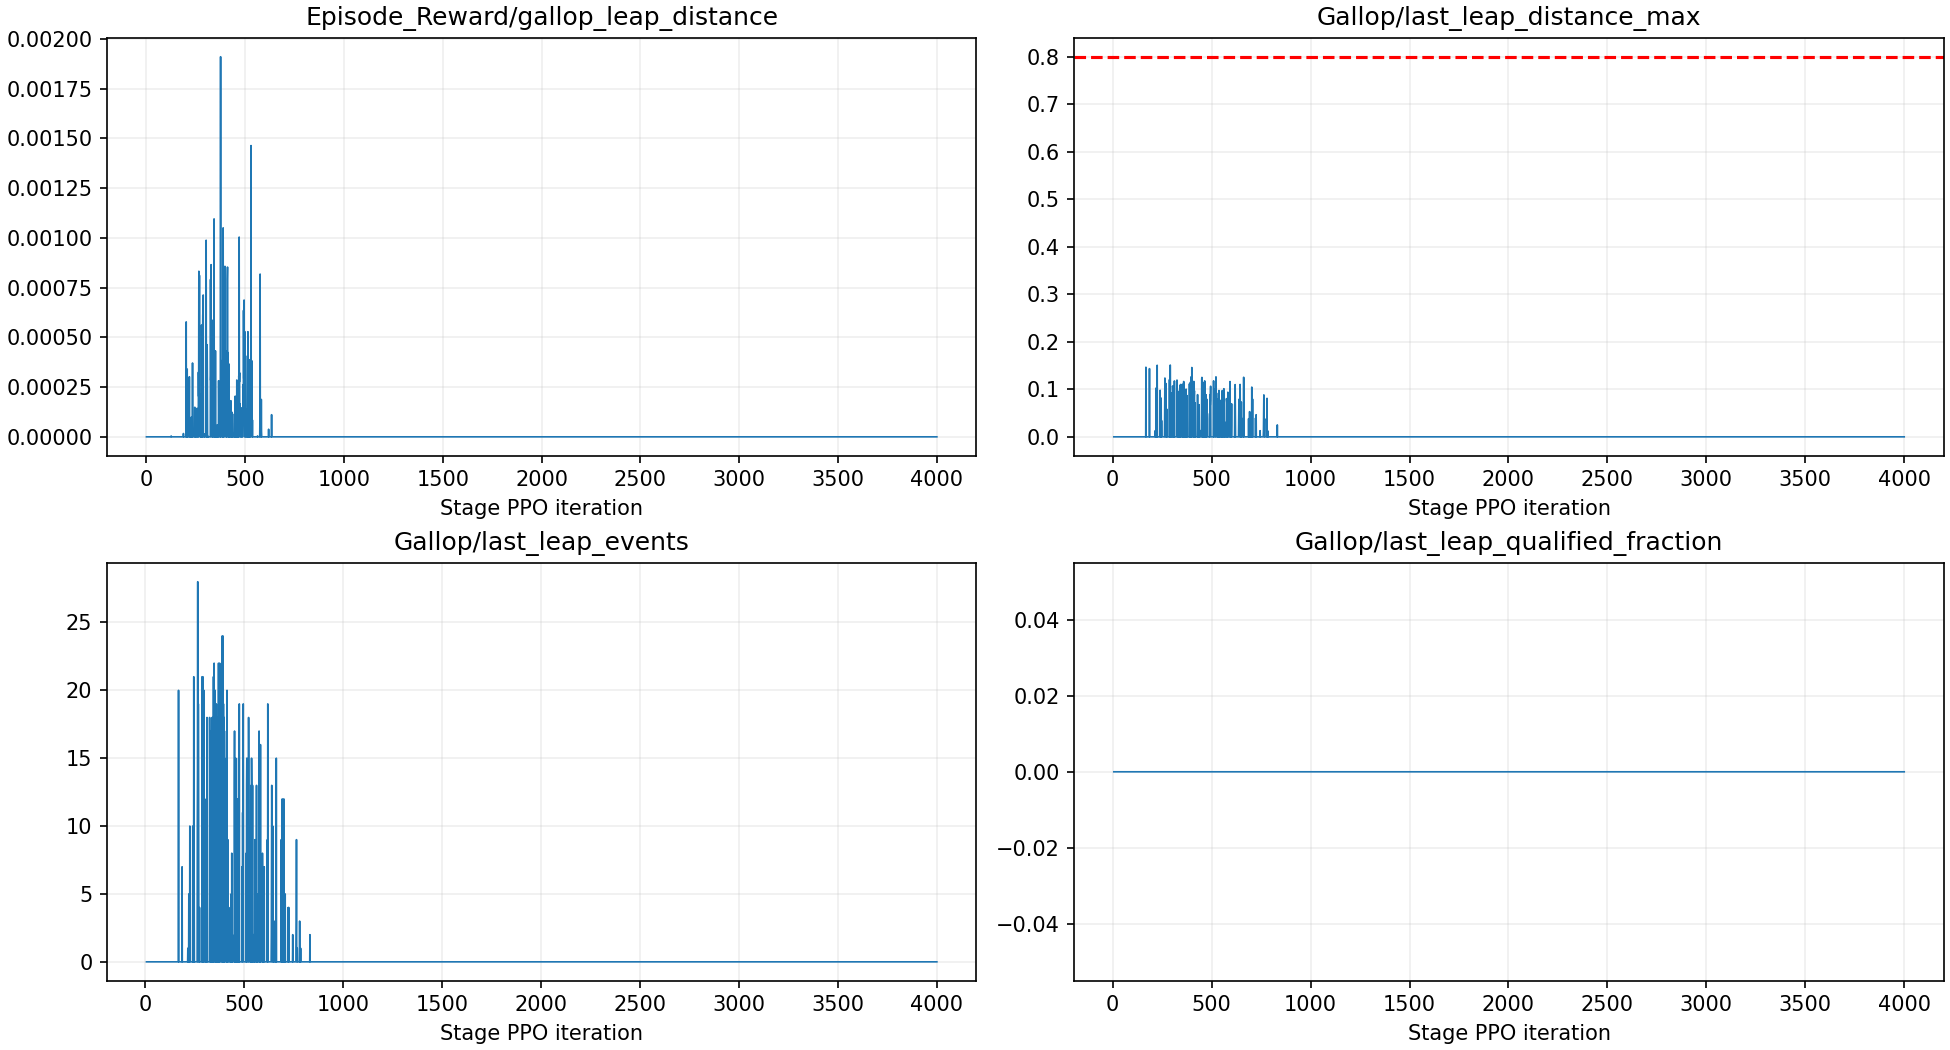 Episode_Reward/gallop_leap_distance
0.00200
0.00175
0.00150
0.00125
0.00100
0.00075
0.00050
0.00025
0.00000
0 500 1000 1500 2000 2500 3000 3500 4000
Stage PPO iteration
Gallop/last_leap_distance_max
0.8
0.7
0.6
0.5
0.4
0.3
0.2
0.1
0.0
0 500 1000 1500 2000 2500 3000 3500 4000
Stage PPO iteration
Gallop/last_leap_events
25
20
15
10
5
0
0 500 1000 1500 2000 2500 3000 3500 4000
Stage PPO iteration
Gallop/last_leap_qualified_fraction
0.04
0.02
0.00
−0.02
−0.04
0 500 1000 1500 2000 2500 3000 3500 4000
Stage PPO iteration